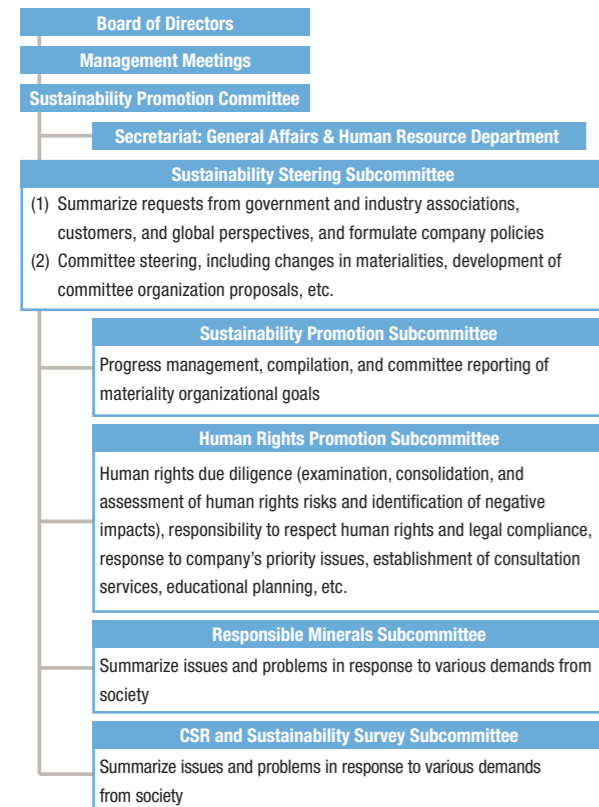 Board of Directors
Management Meetings
Sustainability Promotion Committee
Secretariat: General Affairs & Human Resource Department
Sustainability Steering Subcommittee
(1) Summarize requests from government and industry associations,
customers, and global perspectives, and formulate company policies
(2) Committee steering, including changes in materialities, development of
committee organization proposals, etc.
Sustainability Promotion Subcommittee
Progress management, compilation, and committee reporting of
materiality organizational goals
Human Rights Promotion Subcommittee
Human rights due diligence (examination, consolidation, and
assessment of human rights risks and identification of negative
impacts), responsibility to respect human rights and legal compliance,
response to company’s priority issues, establishment of consultation
services, educational planning, etc.
Responsible Minerals Subcommittee
Summarize issues and problems in response to various demands from
society
CSR and Sustainability Survey Subcommittee
Summarize issues and problems in response to various demands
from society